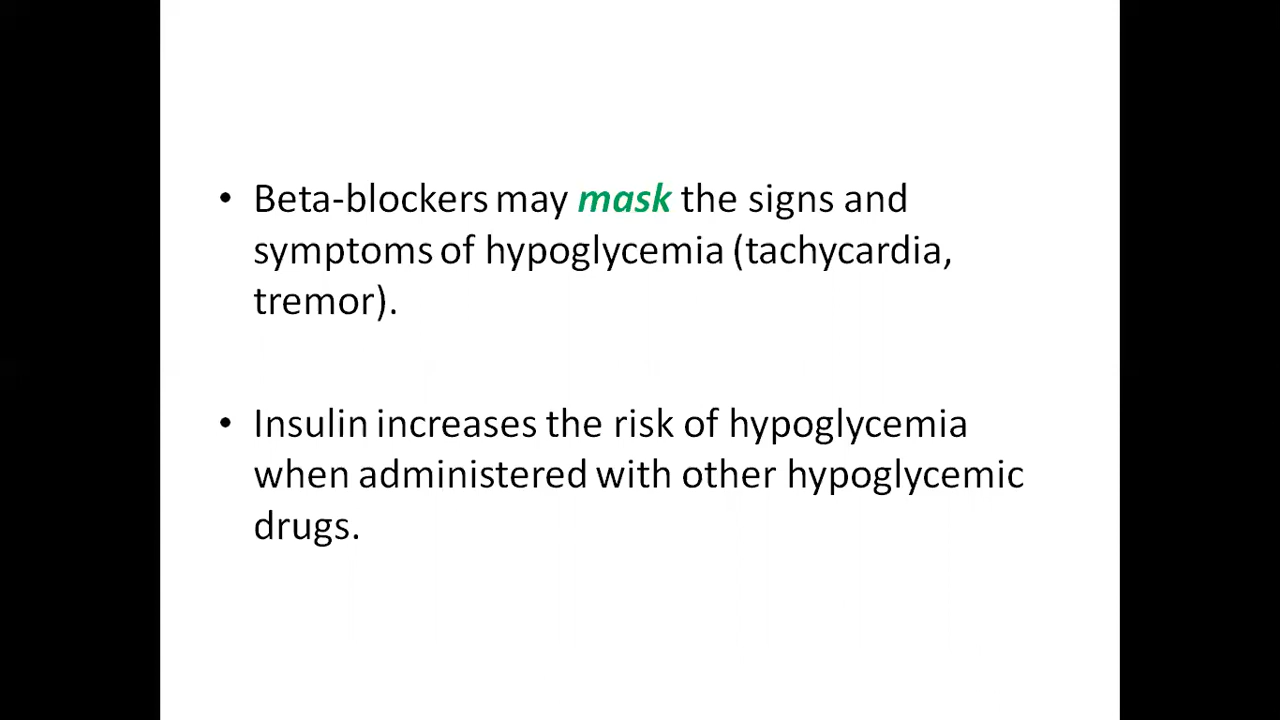 • Beta-blockers may mask the signs and
symptoms of hypoglycemia (tachycardia,
tremor).
• Insulin increases the risk of hypoglycemia
when administered with other hypoglycemic
drugs.